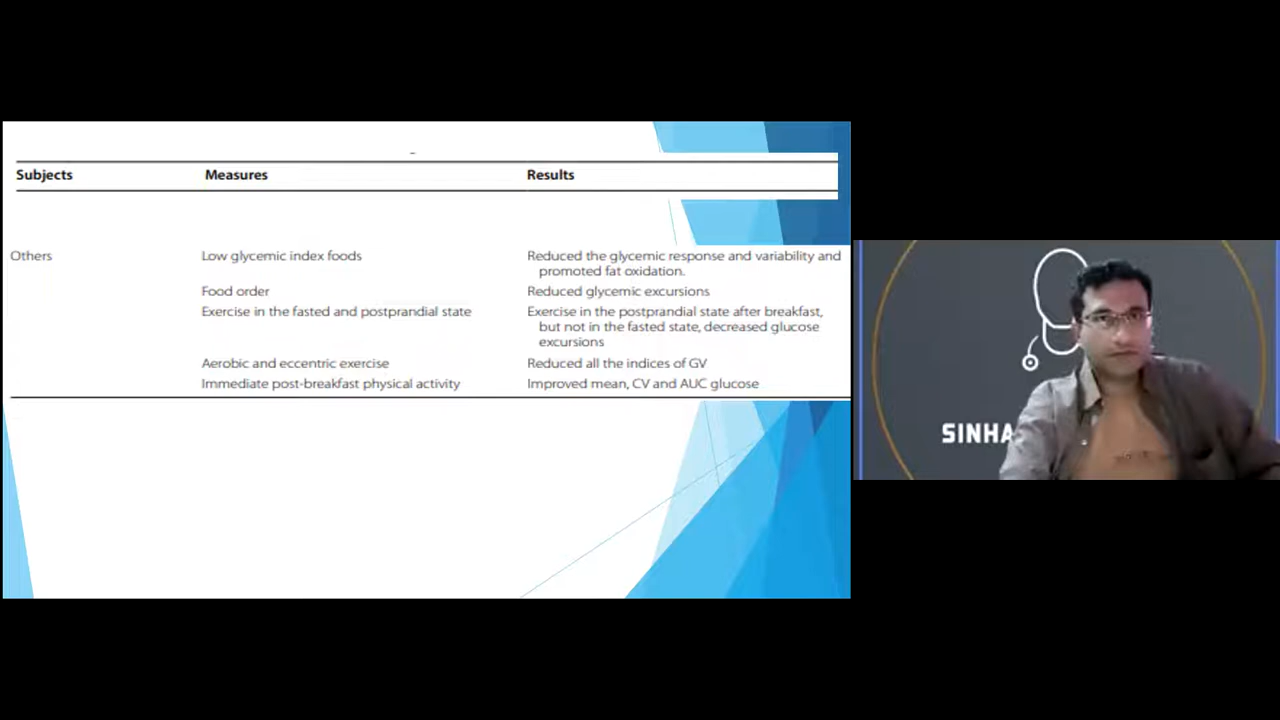 Subjects Measures Results
Others Low glycemic index foods Reduced the glycemic response and variability and
promoted fat oxidation.
Food order Reduced glycemic excursions
Exercise in the fasted and postprandial state Exercise in the postprandial state after breakfast,
but not in the fasted state, decreased glucose
excursions
Aerobic and eccentric exercise Reduced all the indices of GV
Immediate post-breakfast physical activity Improved mean, CV and AUC glucose
SINHA